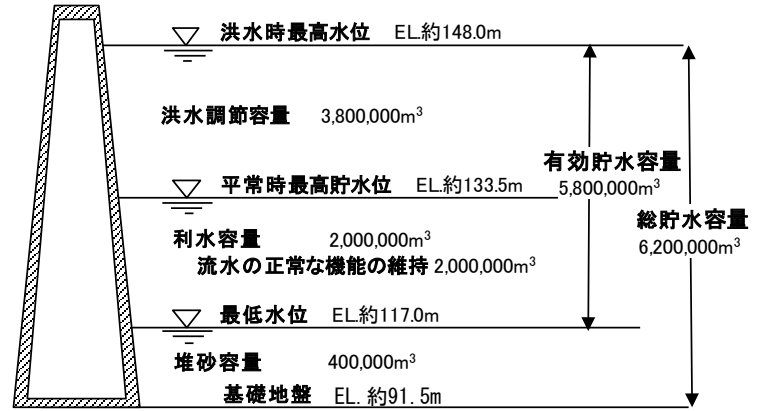 洪水時最高水位 EL.約148.0m
洪水調節容量 3,800,000m³
有効貯水容量
5,800,000m³
平常時最高貯水位 EL.約133.5m
総貯水容量
6,200,000m³
利水容量 2,000,000m³
流水の正常な機能の維持 2,000,000m³
最低水位 EL.約117.0m
堆砂容量 400,000m³
基礎地盤 EL. 約91.5m